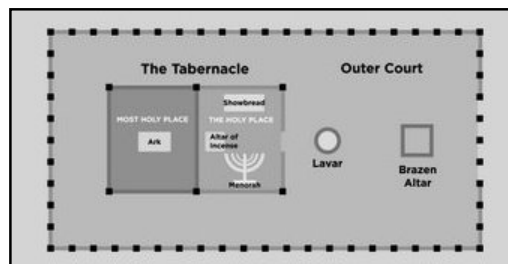 The Tabernacle
Outer Court
Showbread
MOST HOLY PLACE
THE HOLY PLACE
Ark
Altar of
Incense
Menorah
Lavar
Brazen
Altar